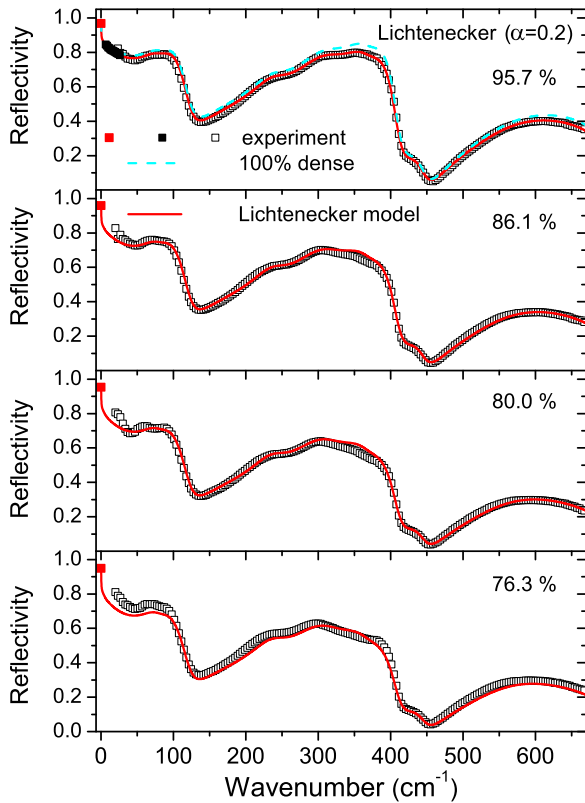 Lichtenecker (α=0.2)
95.7 %
experiment
100% dense
1.0
0.8
0.6
0.4
0.2
Reflectivity
Lichtenecker model
86.1 %
1.0
0.8
0.6
0.4
0.2
Reflectivity
80.0 %
1.0
0.8
0.6
0.4
0.2
Reflectivity
76.3 %
1.0
0.8
0.6
0.4
0.2
0.0
Reflectivity
0 100 200 300 400 500 600
Wavenumber (cm⁻¹)